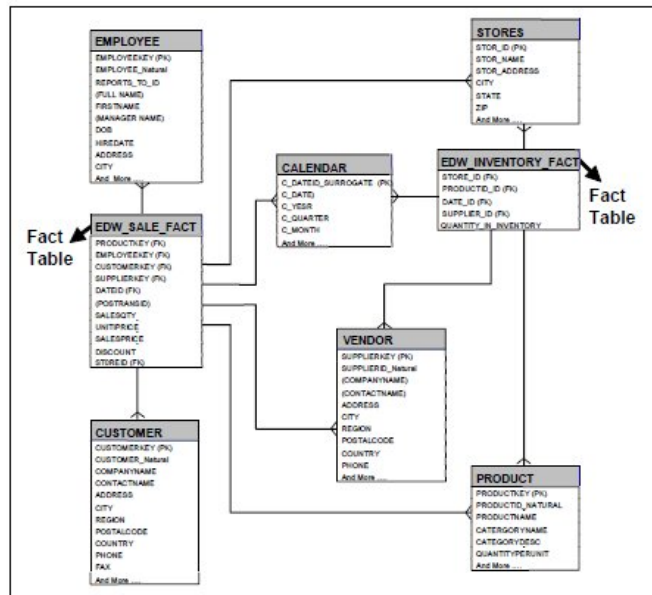 EMPLOYEE
EMPLOYEEKEY (PK)
EMPLOYEE_Natural
REPORTS_TO_ID
(FULL NAME)
FIRSTNAME
(MANAGER NAME)
DOB
HIREDATE
ADDRESS
CITY
And More ....
STORES
STOR_ID (PK)
STOR_NAME
STOR_ADDRESS
CITY
STATE
ZIP
And More ....
CALENDAR
C_DATEID_SURROGATE (PK)
C_DATE)
C_YESR
C_QUARTER
C_MONTH
And More ....
EDW_INVENTORY_FACT
STORE_ID (FK)
PRODUCTID_ID (FK)
DATE_ID (FK)
SUPPLIER_ID (FK)
QUANTITY_IN_INVENTORY
Fact
Table
Fact
Table
EDW_SALE_FACT
PRODUCTKEY (FK)
EMPLOYEEKEY (FK)
CUSTOMERKEY (FK)
SUPPLIERKEY (FK)
DATEID (FK)
(POSTRANSID)
SALESQTY
UNITIPRICE
SALESPRICE
DISCOUNT
STOREID (FK)
VENDOR
SUPPLIERKEY (PK)
SUPPLIERID_Natural
(COMPANYNAME)
(CONTACTNAME)
ADDRESS
CITY
REGION
POSTALCODE
COUNTRY
PHONE
And More ....
CUSTOMER
CUSTOMERKEY (PK)
CUSTOMER_Natural
COMPANYNAME
CONTACTNAME
ADDRESS
CITY
REGION
POSTALCODE
COUNTRY
PHONE
FAX
And More ....
PRODUCT
PRODUCTKEY (PK)
PRODUCTID_NATURAL
PRODUCTNAME
CATERGORYNAME
CATEGORYDESC
QUANTITYPERUNIT
And More ....